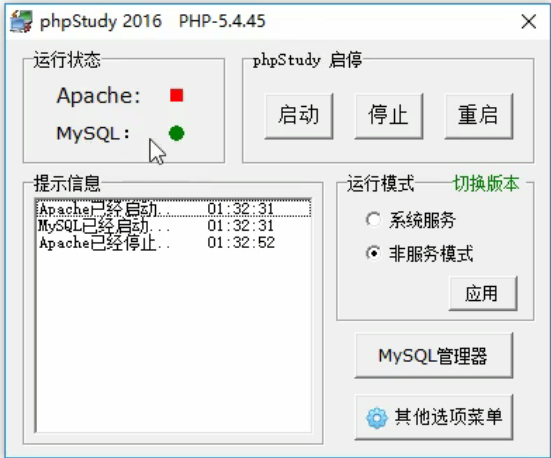 phpStudy 2016 PHP-5.4.45
运行状态
Apache:
MySQL:
phpStudy 启停
启动 停止 重启
提示信息
Apache已经启动.. 01:32:31
MySQL已经启动... 01:32:31
Apache已经停止.. 01:32:52
运行模式 切换版本
系统服务
非服务模式
应用
MySQL管理器
其他选项菜单